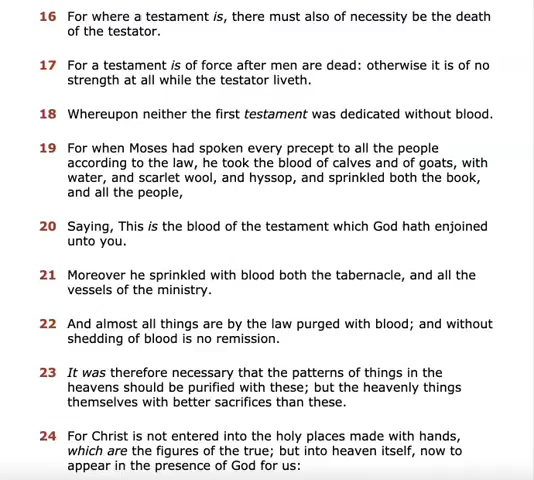 16 For where a testament is, there must also of necessity be the death
of the testator.
17 For a testament is of force after men are dead: otherwise it is of no
strength at all while the testator liveth.
18 Whereupon neither the first testament was dedicated without blood.
19 For when Moses had spoken every precept to all the people
according to the law, he took the blood of calves and of goats, with
water, and scarlet wool, and hyssop, and sprinkled both the book,
and all the people,
20 Saying, This is the blood of the testament which God hath enjoined
unto you.
21 Moreover he sprinkled with blood both the tabernacle, and all the
vessels of the ministry.
22 And almost all things are by the law purged with blood; and without
shedding of blood is no remission.
23 It was therefore necessary that the patterns of things in the
heavens should be purified with these; but the heavenly things
themselves with better sacrifices than these.
24 For Christ is not entered into the holy places made with hands,
which are the figures of the true; but into heaven itself, now to
appear in the presence of God for us: